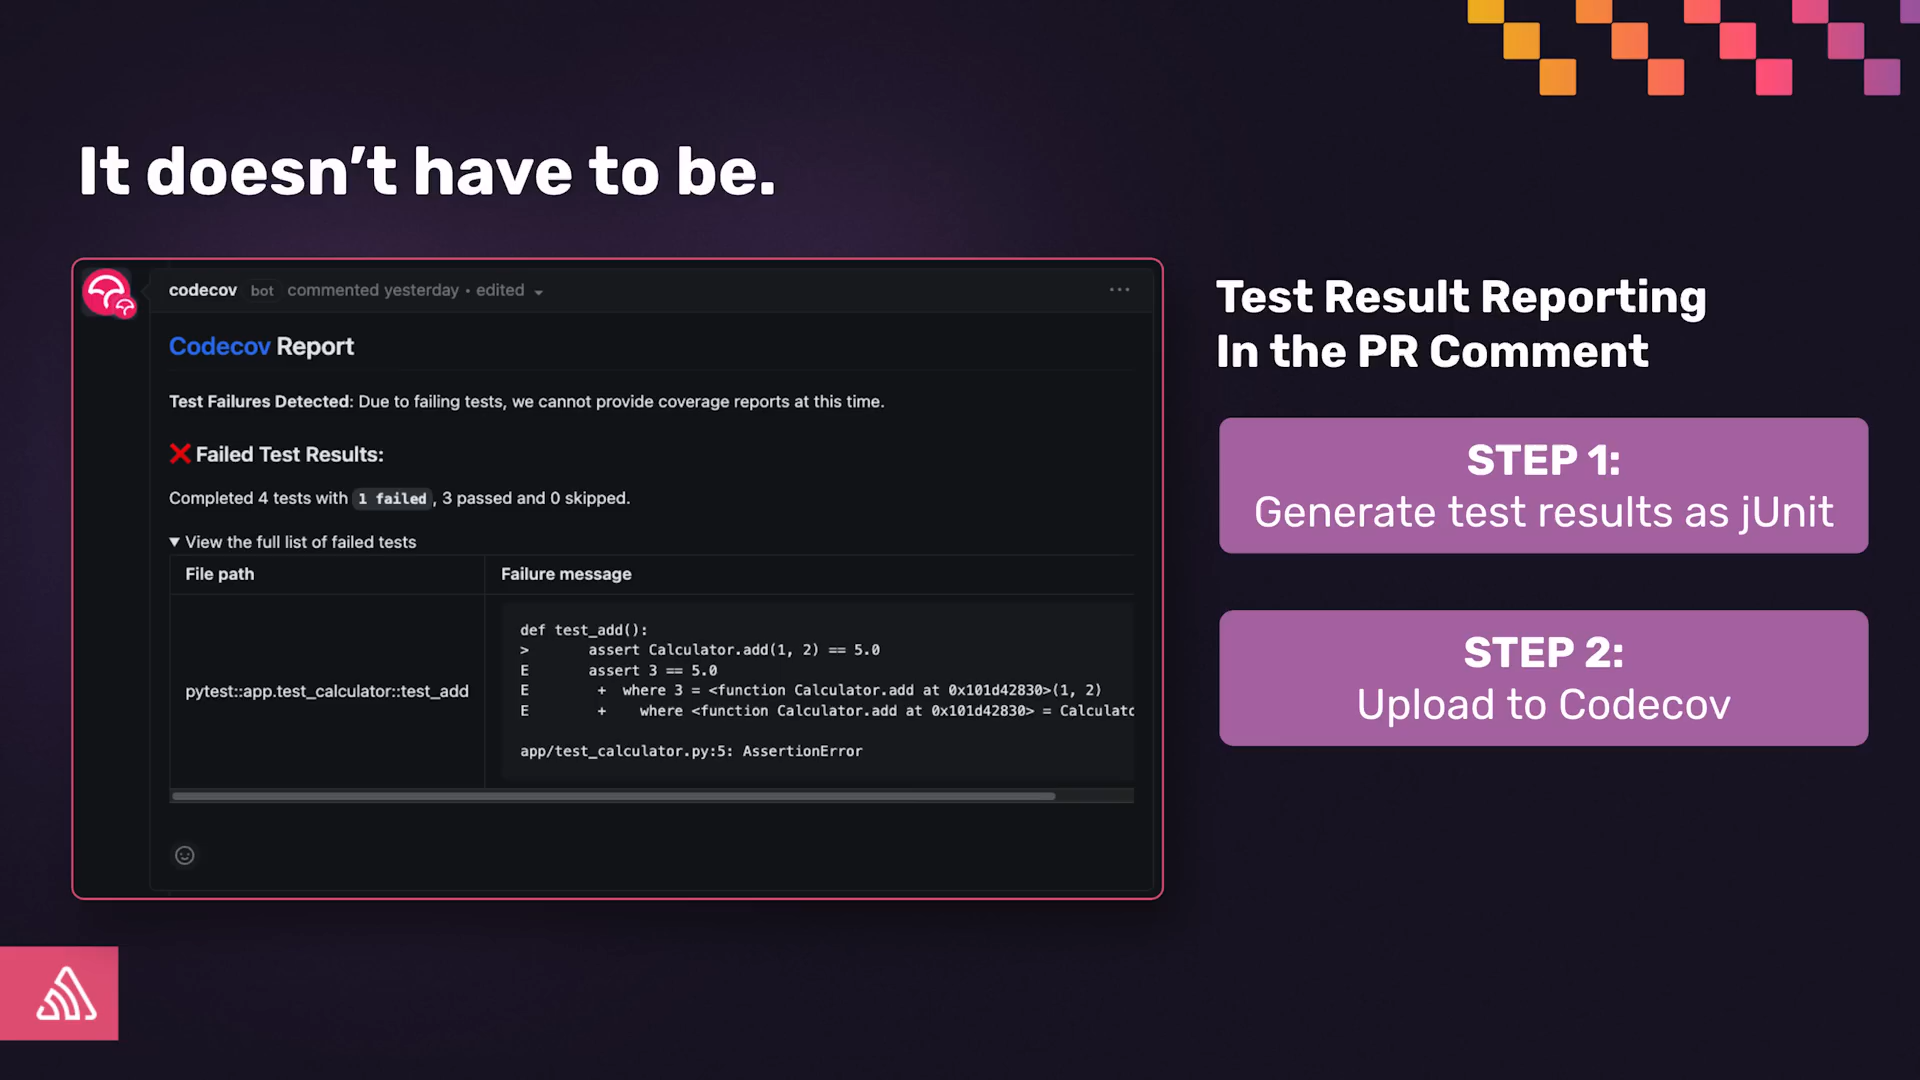 It doesn’t have to be.
codecov bot commented yesterday • edited
Codecov Report
Test Failures Detected: Due to failing tests, we cannot provide coverage reports at this time.
❌ Failed Test Results:
Completed 4 tests with 1 failed, 3 passed and 0 skipped.
▼ View the full list of failed tests
File path Failure message
pytest::app.test_calculator::test_add
def test_add():
> assert Calculator.add(1, 2) == 5.0
E assert 3 == 5.0
E + where 3 = <function Calculator.add at 0x101d42830>(1, 2)
E + where <function Calculator.add at 0x101d42830> = Calculato
app/test_calculator.py:5: AssertionError
Test Result Reporting
In the PR Comment
STEP 1:
Generate test results as jUnit
STEP 2:
Upload to Codecov